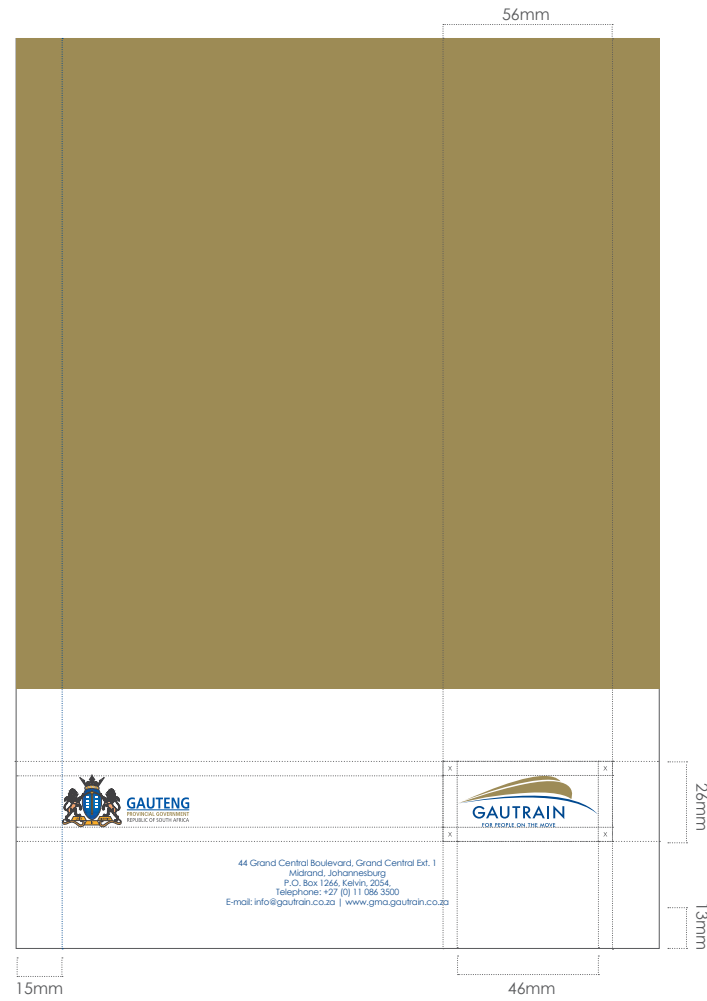 56mm
x
x
26mm
GAUTENG
PROVINCIAL GOVERNMENT
REPUBLIC OF SOUTH AFRICA
GAUTRAIN
FOR PEOPLE ON THE MOVE
x
x
44 Grand Central Boulevard, Grand Central Ext. 1
Midrand, Johannesburg
P.O. Box 1266, Kelvin, 2054,
Telephone: +27 (0) 11 086 3500
E-mail: info@gautrain.co.za | www.gma.gautrain.co.za
13mm
15mm
46mm